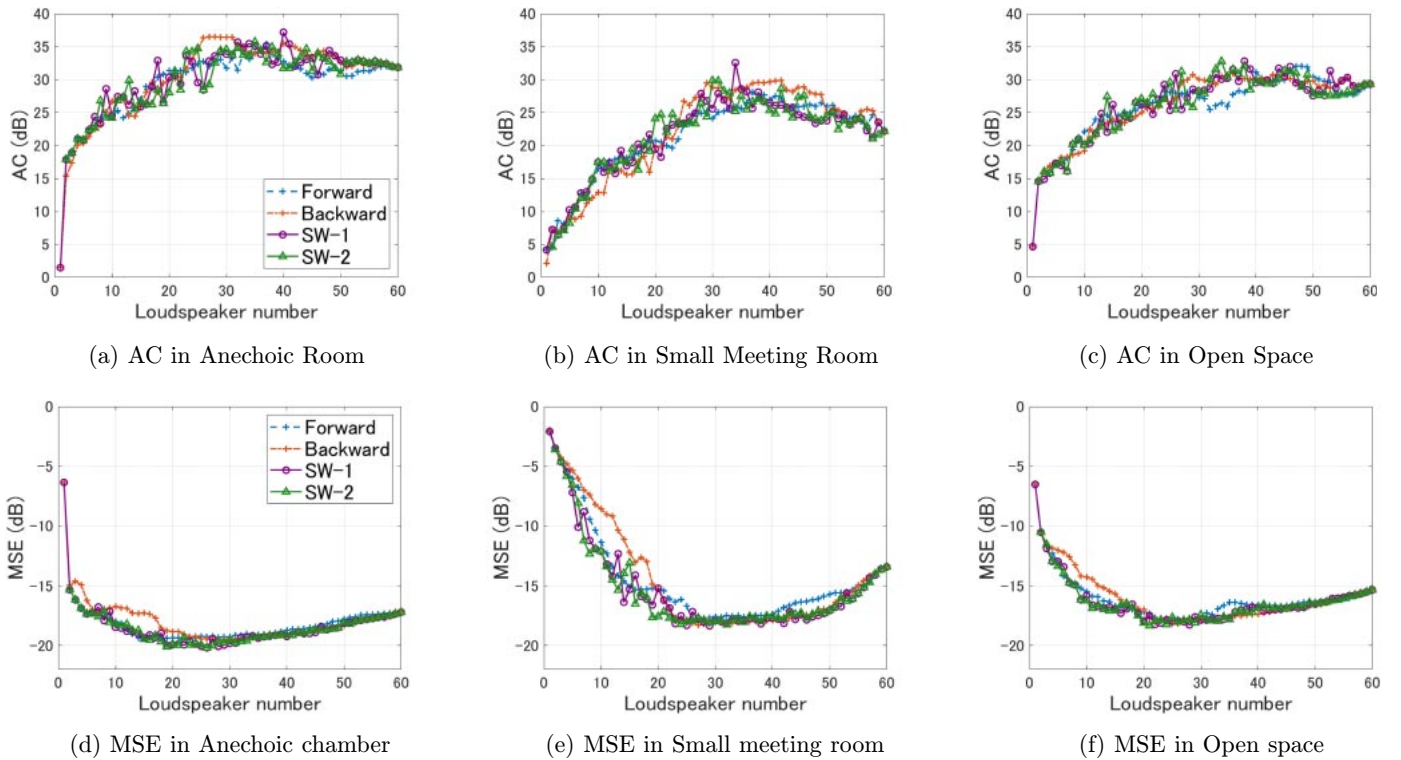 40
35
30
25
20
15
10
5
0
AC (dB)
Forward
Backward
SW-1
SW-2
0 10 20 30 40 50 60
Loudspeaker number
(a) AC in Anechoic Room
40
35
30
25
20
15
10
5
0
AC (dB)
0 10 20 30 40 50 60
Loudspeaker number
(b) AC in Small Meeting Room
40
35
30
25
20
15
10
5
0
AC (dB)
0 10 20 30 40 50 60
Loudspeaker number
(c) AC in Open Space
0
-5
-10
-15
-20
MSE (dB)
Forward
Backward
SW-1
SW-2
0 10 20 30 40 50 60
Loudspeaker number
(d) MSE in Anechoic chamber
0
-5
-10
-15
-20
MSE (dB)
0 10 20 30 40 50 60
Loudspeaker number
(e) MSE in Small meeting room
0
-5
-10
-15
-20
MSE (dB)
0 10 20 30 40 50 60
Loudspeaker number
(f) MSE in Open space